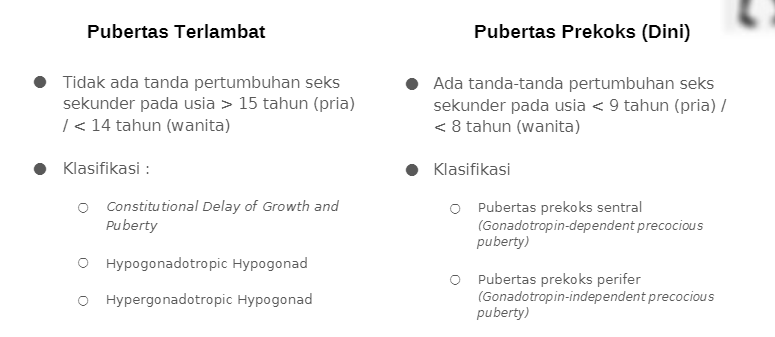 Pubertas Terlambat
● Tidak ada tanda pertumbuhan seks
sekunder pada usia > 15 tahun (pria)
/ < 14 tahun (wanita)
● Klasifikasi :
○ Constitutional Delay of Growth and
Puberty
○ Hypogonadotropic Hypogonad
○ Hypergonadotropic Hypogonad
Pubertas Prekoks (Dini)
● Ada tanda-tanda pertumbuhan seks
sekunder pada usia < 9 tahun (pria) /
< 8 tahun (wanita)
● Klasifikasi
○ Pubertas prekoks sentral
(Gonadotropin-dependent precocious
puberty)
○ Pubertas prekoks perifer
(Gonadotropin-independent precocious
puberty)